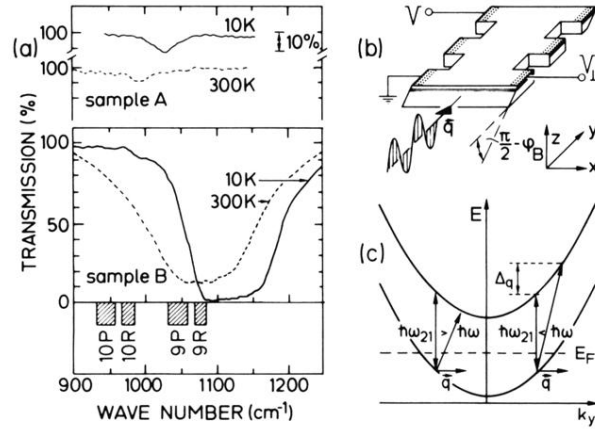 (a)
100
10K
10%
100
300K
sample A
TRANSMISSION (%)
100
50
0
10K
300K
sample B
10P
10R
9P
9R
900 1000 1100 1200
WAVE NUMBER (cm⁻¹)
(b)
V
V⊥
q̄
π/2 - φB
z
y
x
(c)
E
Δq
ħω21 > ħω
ħω21 < ħω
EF
q̄
q̄
ky